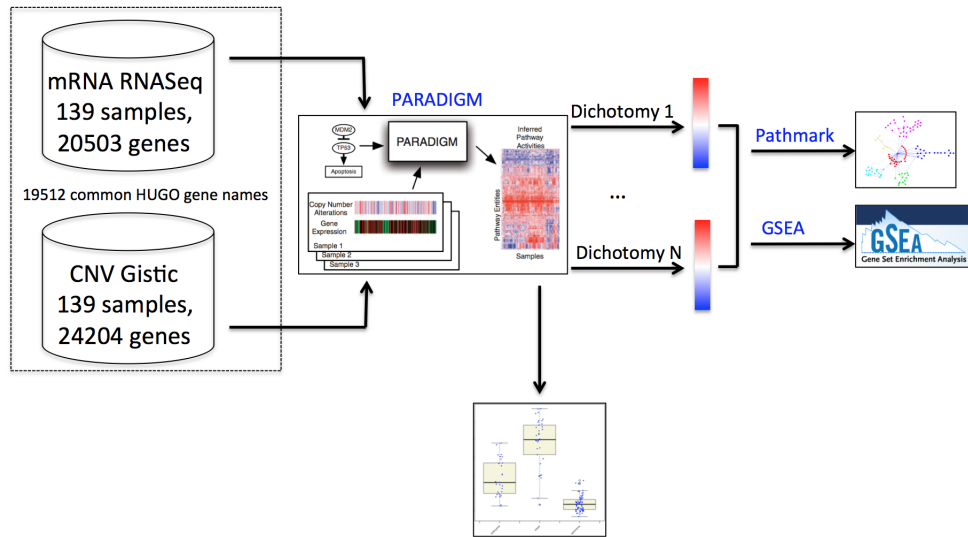 mRNA RNASeq
139 samples,
20503 genes
19512 common HUGO gene names
CNV Gistic
139 samples,
24204 genes
PARADIGM
MDM2
TP53
Apoptosis
PARADIGM
Copy Number
Alterations
Gene
Expression
Sample 1
Sample 2
Sample 3
Inferred
Pathway
Activities
Pathway Entities
Samples
Dichotomy 1
...
Dichotomy N
Pathmark
GSEA
GSEA
Gene Set Enrichment Analysis